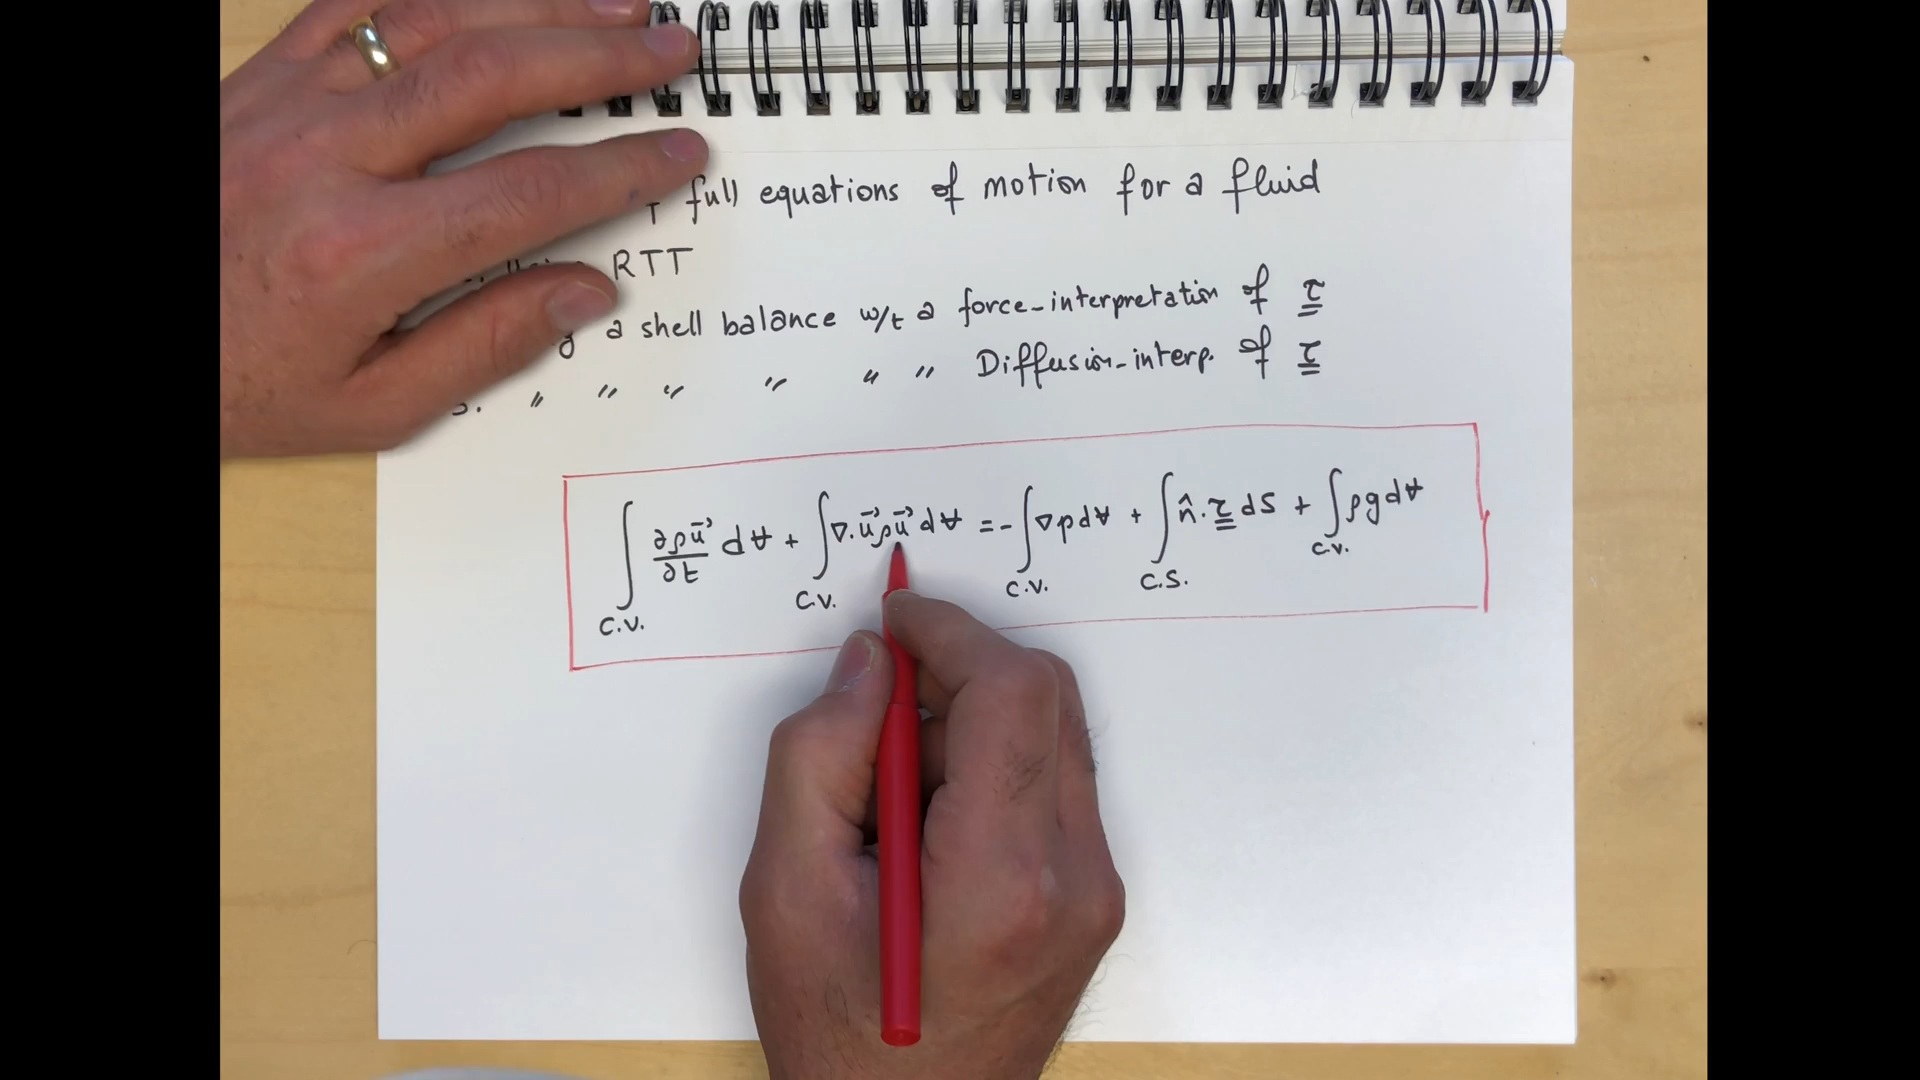 full equations of motion for a fluid
RTT
a shell balance w/t a force-interpretation of τ
3. " " " " " " Diffusion-interp. of τ
∫ ∂ρu⃗/∂t d∀ + ∫ ∇.u⃗ρu⃗ d∀ = - ∫ ∇p d∀ + ∫ n̂.τ dS + ∫ ρg d∀
C.V. C.V. C.V. C.S. C.V.